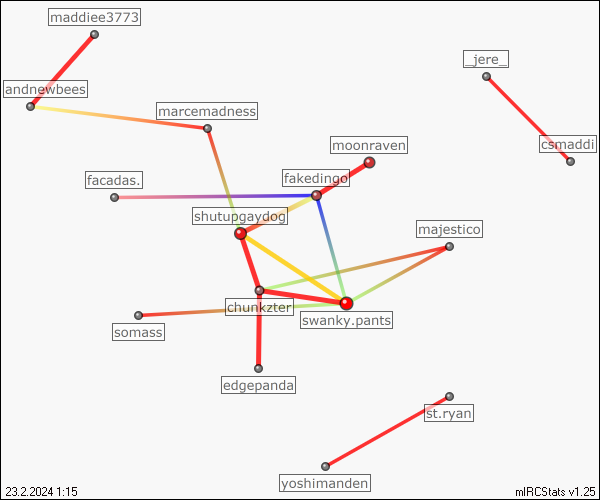 maddiee3773
_jere_
andnewbees
marcemadness
csmaddi
moonraven
facadas.
fakedingo
shutupgaydog
majestico
chunkzter
swanky.pants
somass
edgepanda
st.ryan
yoshimanden
23.2.2024 1:15
mIRCStats v1.25